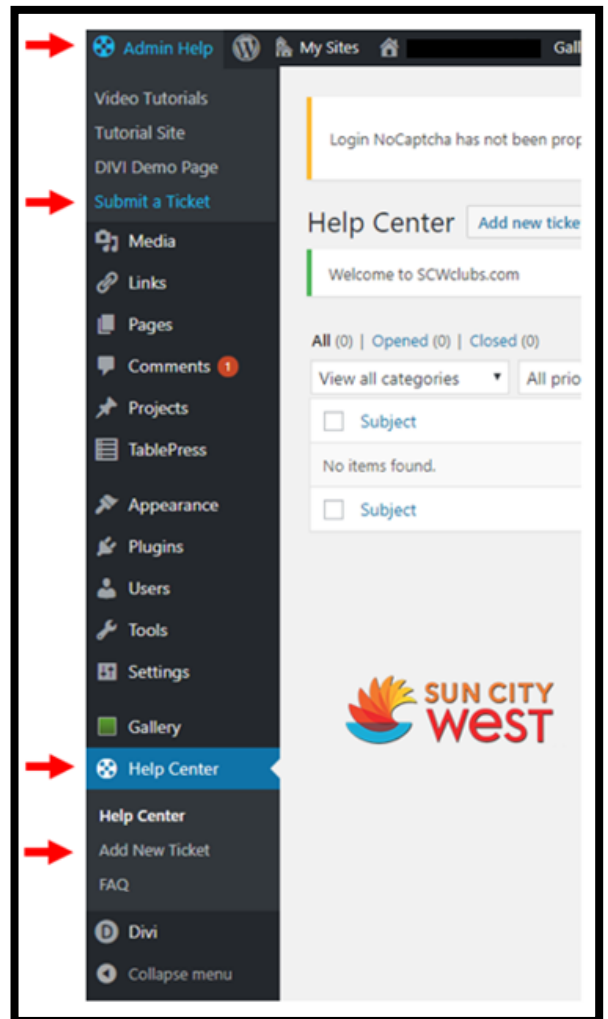 Admin Help My Sites Gall
Video Tutorials
Tutorial Site
DIVI Demo Page
Submit a Ticket
Media
Links
Pages
Comments 1
Projects
TablePress
Appearance
Plugins
Users
Tools
Settings
Gallery
Help Center
Help Center
Add New Ticket
FAQ
Divi
Collapse menu
Login NoCaptcha has not been prop
Help Center Add new ticke
Welcome to SCWclubs.com
All (0) | Opened (0) | Closed (0)
View all categories All prio
Subject
No items found.
Subject
SUN CITY
West